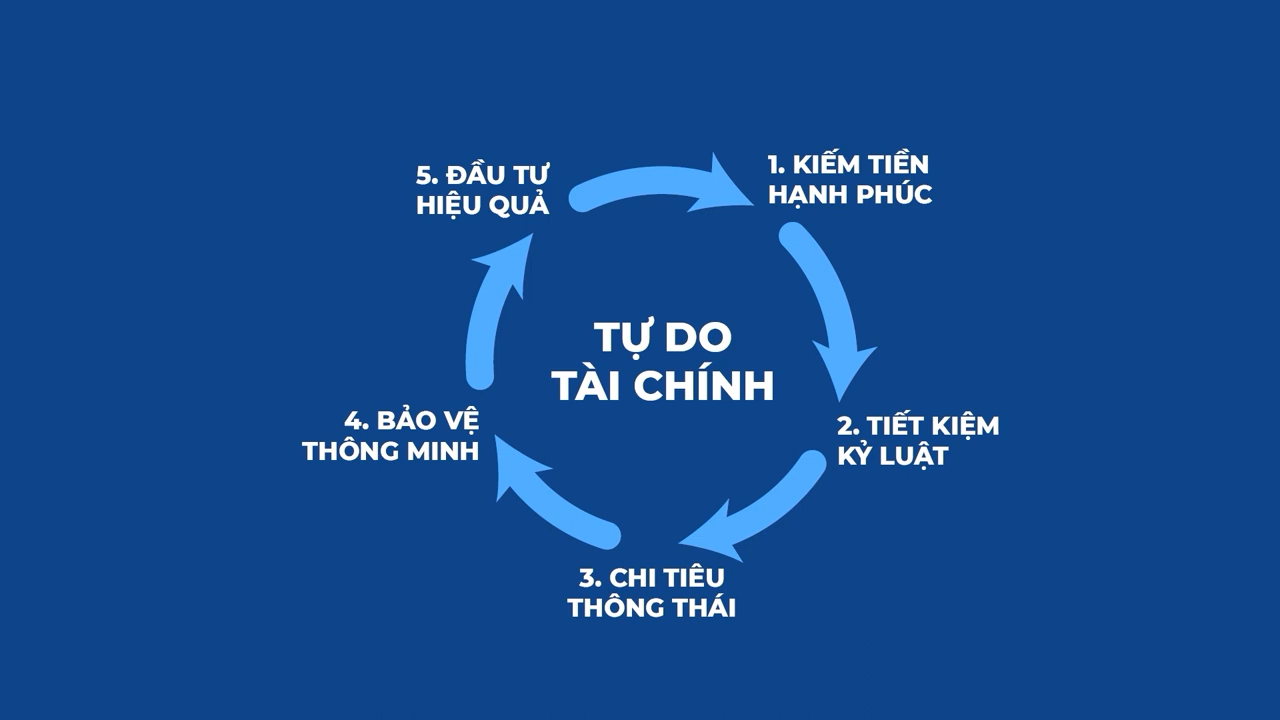 1. KIẾM TIỀN
HẠNH PHÚC
2. TIẾT KIỆM
KỶ LUẬT
3. CHI TIÊU
THÔNG THÁI
4. BẢO VỆ
THÔNG MINH
5. ĐẦU TƯ
HIỆU QUẢ
TỰ DO
TÀI CHÍNH